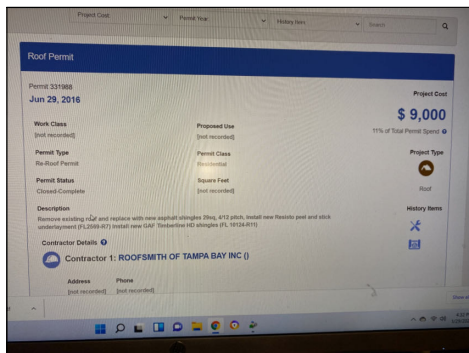 Project Cost
Permit Year
History Item
Search
Roof Permit
Permit 331988
Jun 29, 2016
Project Cost
$ 9,000
11% of Total Permit Spend
Work Class
[not recorded]
Proposed Use
[not recorded]
Permit Type
Re-Roof Permit
Permit Class
Residential
Project Type
Roof
Permit Status
Closed-Complete
Square Feet
[not recorded]
Description
Remove existing roof and replace with new asphalt shingles 29sq, 4/12 pitch, Install new Resisto peel and stick
underlayment (FL2569-R7) Install new GAF Timberline HD shingles (FL 10124-R11)
History Items
Contractor Details
Contractor 1: ROOFSMITH OF TAMPA BAY INC ()
Address
[not recorded]
Phone
[not recorded]